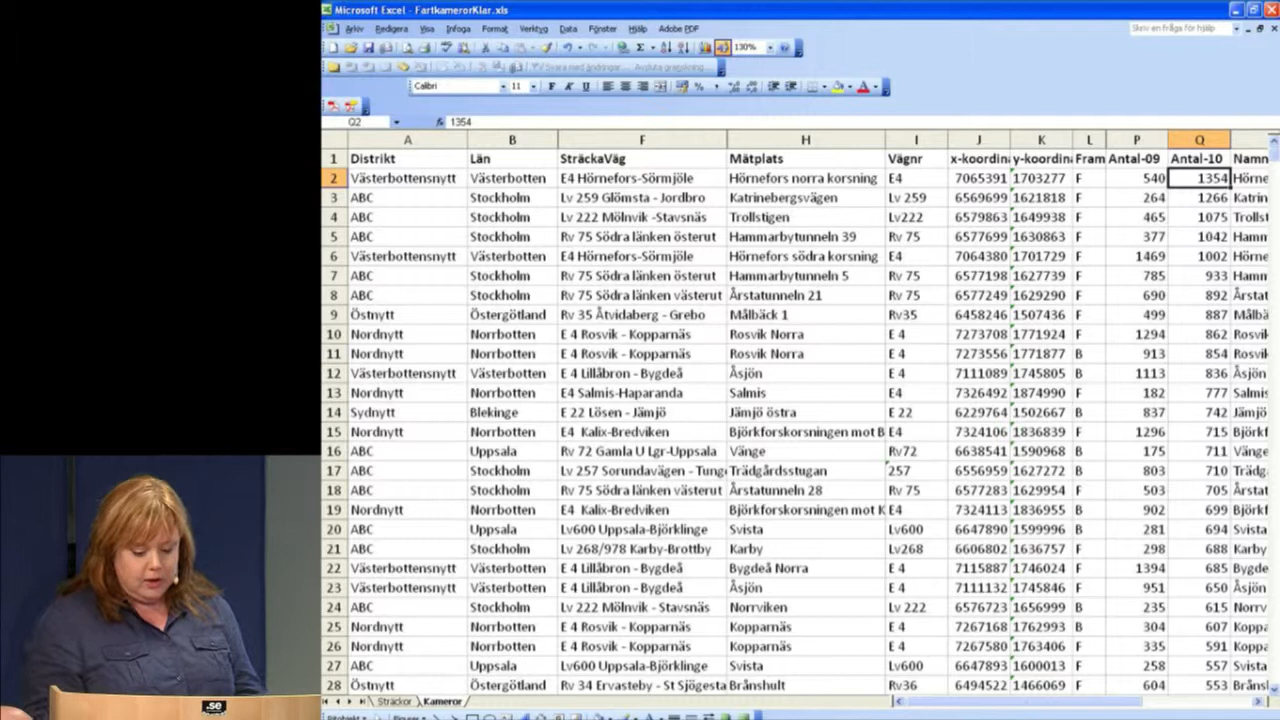 Microsoft Excel - FartkamerorKlar.xls
Arkiv Redigera Visa Infoga Format Verktyg Data Fönster Hjälp Adobe PDF Skriv en fråga för hjälp
130%
Svara med ändringar... Avsluta granskning...
Calibri 11 F K U
Q2 fx 1354
A B F H I J K L P Q
1 Distrikt Län SträckaVäg Mätplats Vägnr x-koordina y-koordina Fram Antal-09 Antal-10 Namn
2 Västerbottensnytt Västerbotten E4 Hörnefors-Sörmjöle Hörnefors norra korsning E4 7065391 1703277 F 540 1354 Hörne
3 ABC Stockholm Lv 259 Glömsta - Jordbro Katrinebergsvägen Lv 259 6569699 1621818 F 264 1266 Katrin
4 ABC Stockholm Lv 222 Mölnvik -Stavsnäs Trollstigen Lv222 6579863 1649938 F 465 1075 Trollst
5 ABC Stockholm Rv 75 Södra länken österut Hammarbytunneln 39 Rv 75 6577699 1630863 F 377 1042 Hamm
6 Västerbottensnytt Västerbotten E4 Hörnefors-Sörmjöle Hörnefors södra korsning E4 7064380 1701729 F 1469 1002 Hörne
7 ABC Stockholm Rv 75 Södra länken österut Hammarbytunneln 5 Rv 75 6577198 1627739 F 785 933 Hamm
8 ABC Stockholm Rv 75 Södra länken västerut Årstatunneln 21 Rv 75 6577249 1629290 F 690 892 Årstat
9 Östnytt Östergötland Rv 35 Åtvidaberg - Grebo Målbäck 1 Rv35 6458246 1507436 F 499 887 Målbä
10 Nordnytt Norrbotten E 4 Rosvik - Kopparnäs Rosvik Norra E 4 7273708 1771924 F 1294 862 Rosvik
11 Nordnytt Norrbotten E 4 Rosvik - Kopparnäs Rosvik Norra E 4 7273556 1771877 B 913 854 Rosvik
12 Västerbottensnytt Västerbotten E 4 Lillåbron - Bygdeå Åsjön E 4 7111089 1745805 B 1113 836 Åsjön
13 Nordnytt Norrbotten E4 Salmis-Haparanda Salmis E4 7326492 1874990 F 182 777 Salmis
14 Sydnytt Blekinge E 22 Lösen - Jämjö Jämjö östra E 22 6229764 1502667 B 837 742 Jämjö
15 Nordnytt Norrbotten E4 Kalix-Bredviken Björkforskorsningen mot B E4 7324106 1836839 F 1296 715 Björkf
16 ABC Uppsala Rv 72 Gamla U Lgr-Uppsala Vänge Rv72 6638541 1590968 B 175 711 Vänge
17 ABC Stockholm Lv 257 Sorundavägen - Tunge Trädgårdsstugan 257 6556959 1627272 B 803 710 Trädg
18 ABC Stockholm Rv 75 Södra länken västerut Årstatunneln 28 Rv 75 6577283 1629954 F 503 705 Årstat
19 Nordnytt Norrbotten E4 Kalix-Bredviken Björkforskorsningen mot K E4 7324113 1836955 B 902 699 Björkf
20 ABC Uppsala Lv600 Uppsala-Björklinge Svista Lv600 6647890 1599996 B 281 694 Svista
21 ABC Stockholm Lv 268/978 Karby-Brottby Karby Lv268 6606802 1636757 F 298 688 Karby
22 Västerbottensnytt Västerbotten E 4 Lillåbron - Bygdeå Bygdeå Norra E 4 7115887 1746024 F 1394 685 Bygde
23 Västerbottensnytt Västerbotten E 4 Lillåbron - Bygdeå Åsjön E 4 7111132 1745846 F 951 650 Åsjön
24 ABC Stockholm Lv 222 Mölnvik - Stavsnäs Norrviken Lv 222 6576723 1656999 B 235 615 Norrv
25 Nordnytt Norrbotten E 4 Rosvik - Kopparnäs Kopparnäs E 4 7267168 1762993 B 304 607 Koppa
26 Nordnytt Norrbotten E 4 Rosvik - Kopparnäs Kopparnäs E 4 7267580 1763406 F 335 591 Koppa
27 ABC Uppsala Lv600 Uppsala-Björklinge Svista Lv600 6647893 1600013 F 258 557 Svista
28 Östnytt Östergötland Rv 34 Ervasteby - St Sjögesta Brånshult Rv36 6494522 1466069 F 604 553 Bråns
Sträckor Kameror
.se